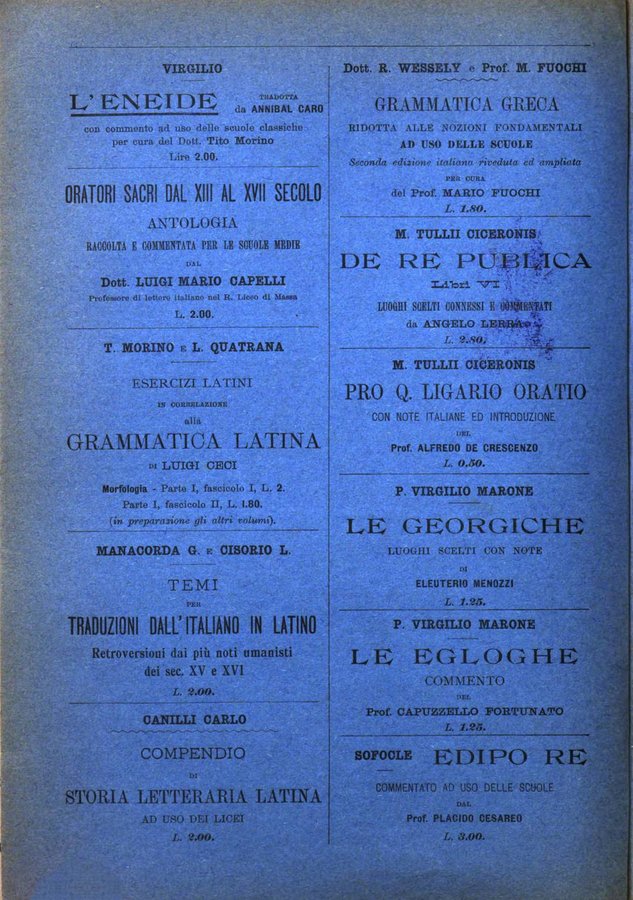 VIRGILIO
L'ENEIDE
TRADOTTA
da ANNIBAL CARO
con commento ad uso delle scuole classiche
per cura del Dott. Tito Morino
Lire 2.00.
ORATORI SACRI DAL XIII AL XVII SECOLO
ANTOLOGIA
RACCOLTA E COMMENTATA PER LE SCUOLE MEDIE
DAL
Dott. LUIGI MARIO CAPELLI
Professore di lettere italiano nel R. Liceo di Massa
L. 2.00.
T. MORINO E L. QUATRANA
ESERCIZI LATINI
IN CORRELAZIONE
alla
GRAMMATICA LATINA
DI LUIGI CECI
Morfologia - Parte I, fascicolo I, L. 2.
Parte I, fascicolo II, L. 1.80.
(in preparazione gli altri volumi).
MANACORDA G. E CISORIO L.
TEMI
PER
TRADUZIONI DALL'ITALIANO IN LATINO
Retroversioni dai più noti umanisti
dei sec. XV e XVI
L. 2.00.
CANILLI CARLO
COMPENDIO
DI
STORIA LETTERARIA LATINA
AD USO DEI LICEI
L. 2.00.
Dott. R. WESSELY e Prof. M. FUOCHI
GRAMMATICA GRECA
RIDOTTA ALLE NOZIONI FONDAMENTALI
AD USO DELLE SCUOLE
Seconda edizione italiana riveduta ed ampliata
PER CURA
del Prof. MARIO FUOCHI
L. 1.80.
M. TULLII CICERONIS
DE RE PUBLICA
Libri VI
LUOGHI SCELTI CONNESSI E COMMENTATI
da ANGELO
L. 2.80.
M. TULLII CICERONIS
PRO Q. LIGARIO ORATIO
CON NOTE ITALIANE ED INTRODUZIONE
DEL
Prof. ALFREDO DE CRESCENZO
L. 0.50.
P. VIRGILIO MARONE
LE GEORGICHE
LUOGHI SCELTI CON NOTE
DI
ELEUTERIO MENOZZI
L. 1.25.
P. VIRGILIO MARONE
LE EGLOGHE
COMMENTO
DEL
Prof. CAPUZZELLO FORTUNATO
L. 1.25.
SOFOCLE EDIPO RE
COMMENTATO AD USO DELLE SCUOLE
DAL
Prof. PLACIDO CESAREO
L. 3.00.